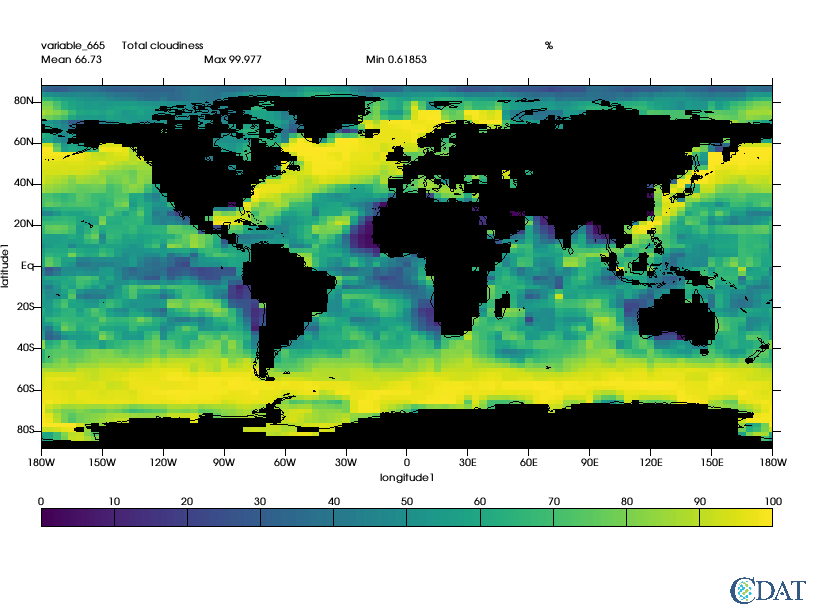 variable_665 Total cloudiness %
Mean 66.73 Max 99.977 Min 0.61853
80N
60N
40N
20N
Eq
20S
40S
60S
80S
latitude1
180W 150W 120W 90W 60W 30W 0 30E 60E 90E 120E 150E 180W
longitude1
0 10 20 30 40 50 60 70 80 90 100
CDAT